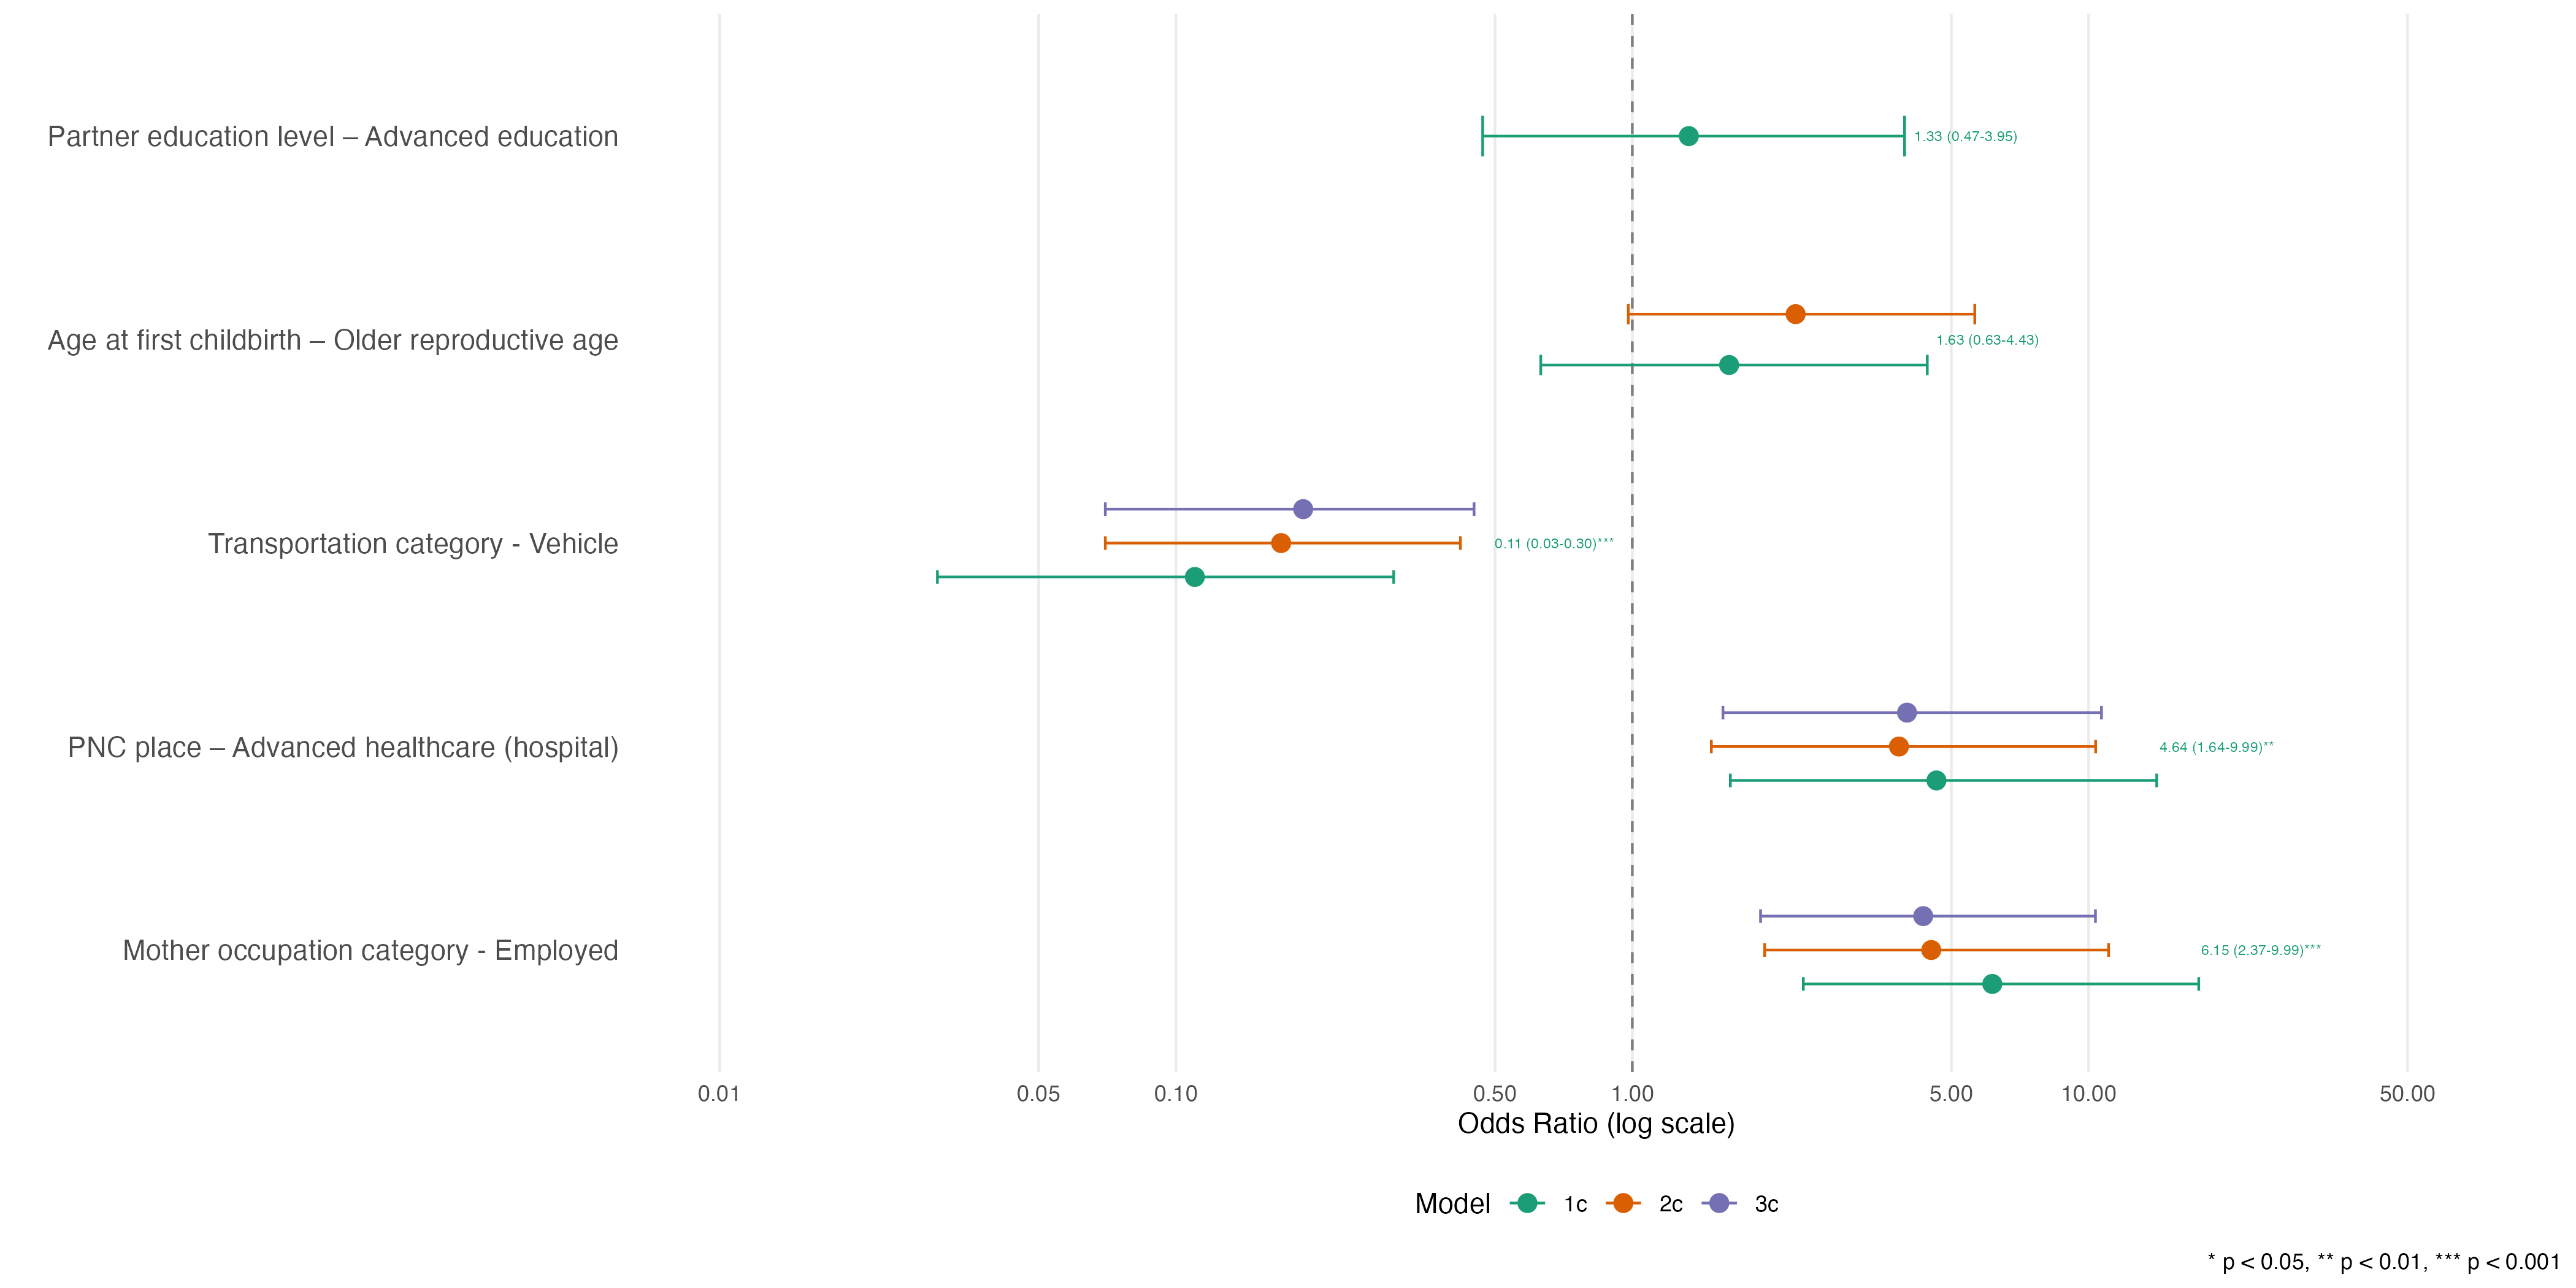 Partner education level – Advanced education
1.33 (0.47-3.95)
Age at first childbirth – Older reproductive age
1.63 (0.63-4.43)
Transportation category - Vehicle
0.11 (0.03-0.30)***
PNC place – Advanced healthcare (hospital)
4.64 (1.64-9.99)**
Mother occupation category - Employed
6.15 (2.37-9.99)***
0.01 0.05 0.10 0.50 1.00 5.00 10.00 50.00
Odds Ratio (log scale)
Model 1c 2c 3c
* p < 0.05, ** p < 0.01, *** p < 0.001